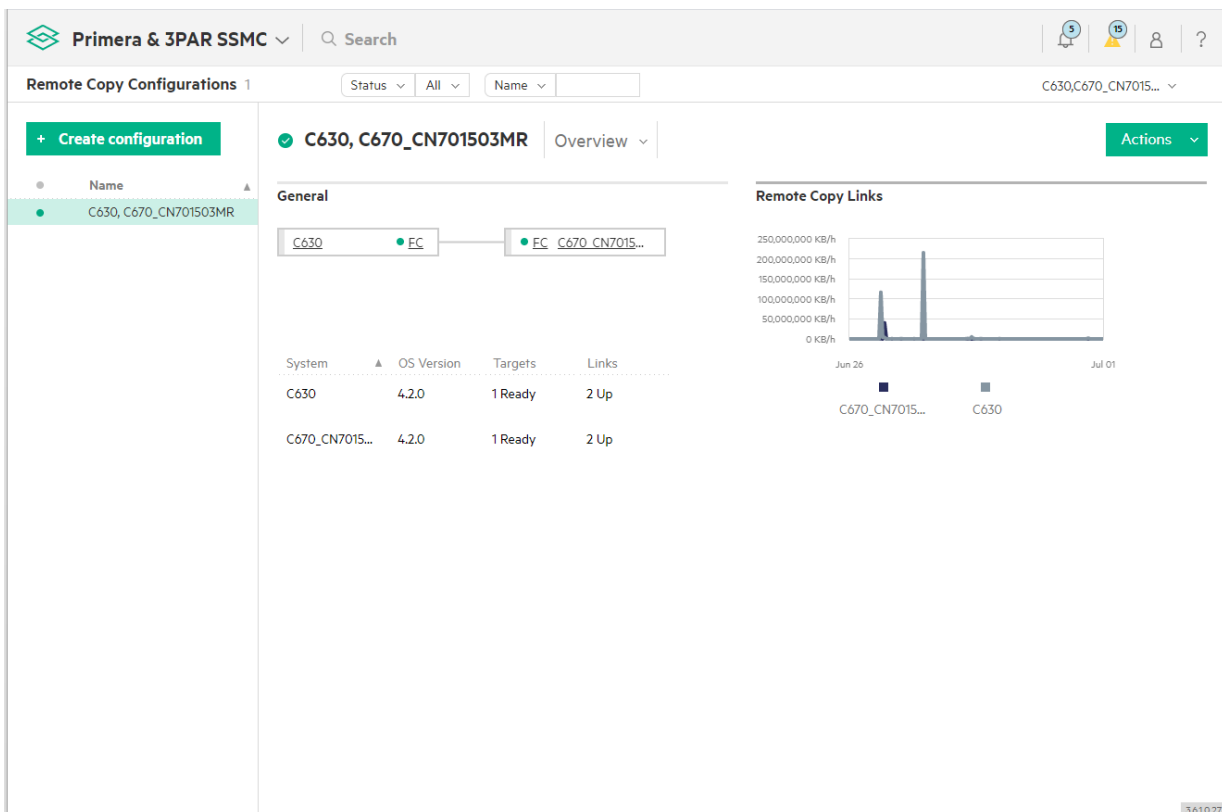 Primera & 3PAR SSMC
Search
5
15
?
Remote Copy Configurations 1
Status
All
Name
C630,C670_CN7015...
+ Create configuration
C630, C670_CN701503MR
Overview
Actions
Name
C630, C670_CN701503MR
General
C630
FC
FC
C670_CN7015...
System
OS Version
Targets
Links
C630
4.2.0
1 Ready
2 Up
C670_CN7015...
4.2.0
1 Ready
2 Up
Remote Copy Links
250,000,000 KB/h
200,000,000 KB/h
150,000,000 KB/h
100,000,000 KB/h
50,000,000 KB/h
0 KB/h
Jun 26
Jul 01
C670_CN7015...
C630
361027